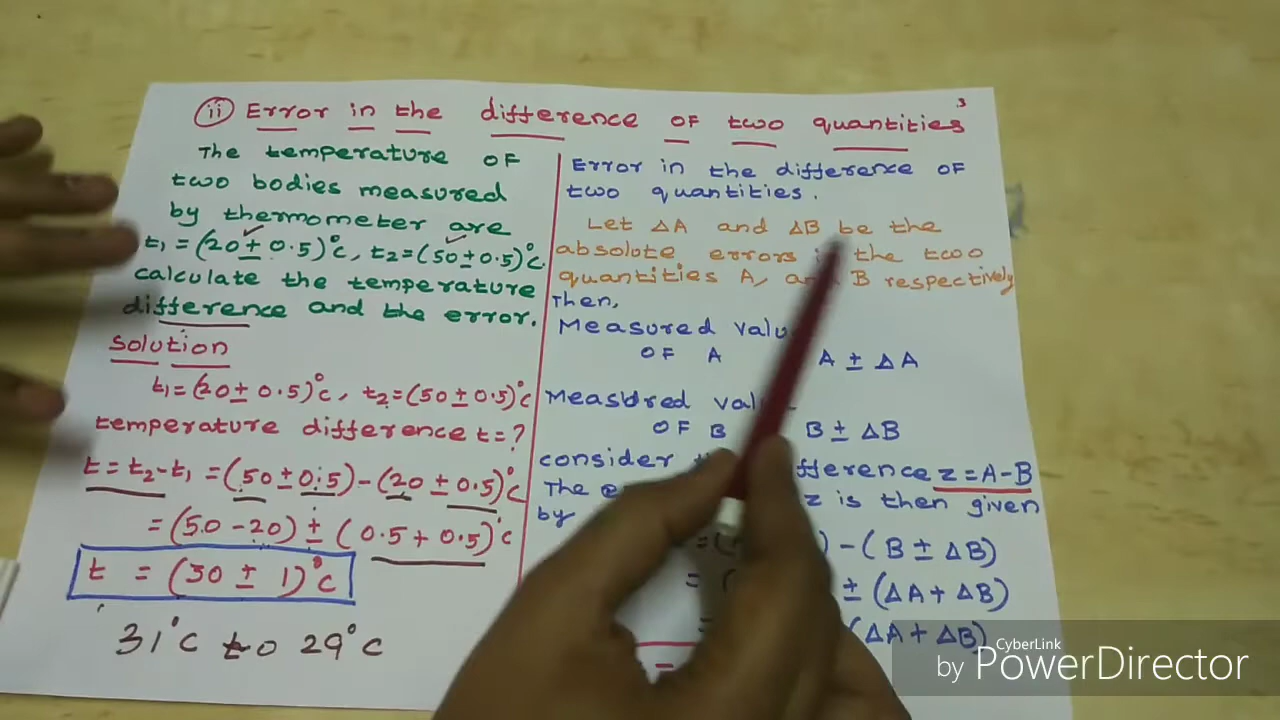 3
(ii) Error in the difference of two quantities
The temperature of
two bodies measured
by thermometer are
t₁ = (20 ± 0.5)°c, t₂ = (50 ± 0.5)°c.
calculate the temperature
difference and the error.
Solution
t₁ = (20 ± 0.5)°c, t₂ = (50 ± 0.5)°c
temperature difference t = ?
t = t₂ - t₁ = (50 ± 0.5) - (20 ± 0.5)°c
= (50 - 20) ± (0.5 + 0.5)°c
t = (30 ± 1)°c
31°c to 29°c
Error in the difference of
two quantities.
Let ΔA and ΔB be the
absolute errors the two
quantities A, B respectively
Then,
Measured
of A A ± ΔA
Measured
of B B ± ΔB
consider z = A - B
The z is then given
by
= ) - (B ± ΔB)
= ( ± (ΔA + ΔB)
= (ΔA + ΔB)
=
CyberLink
by PowerDirector